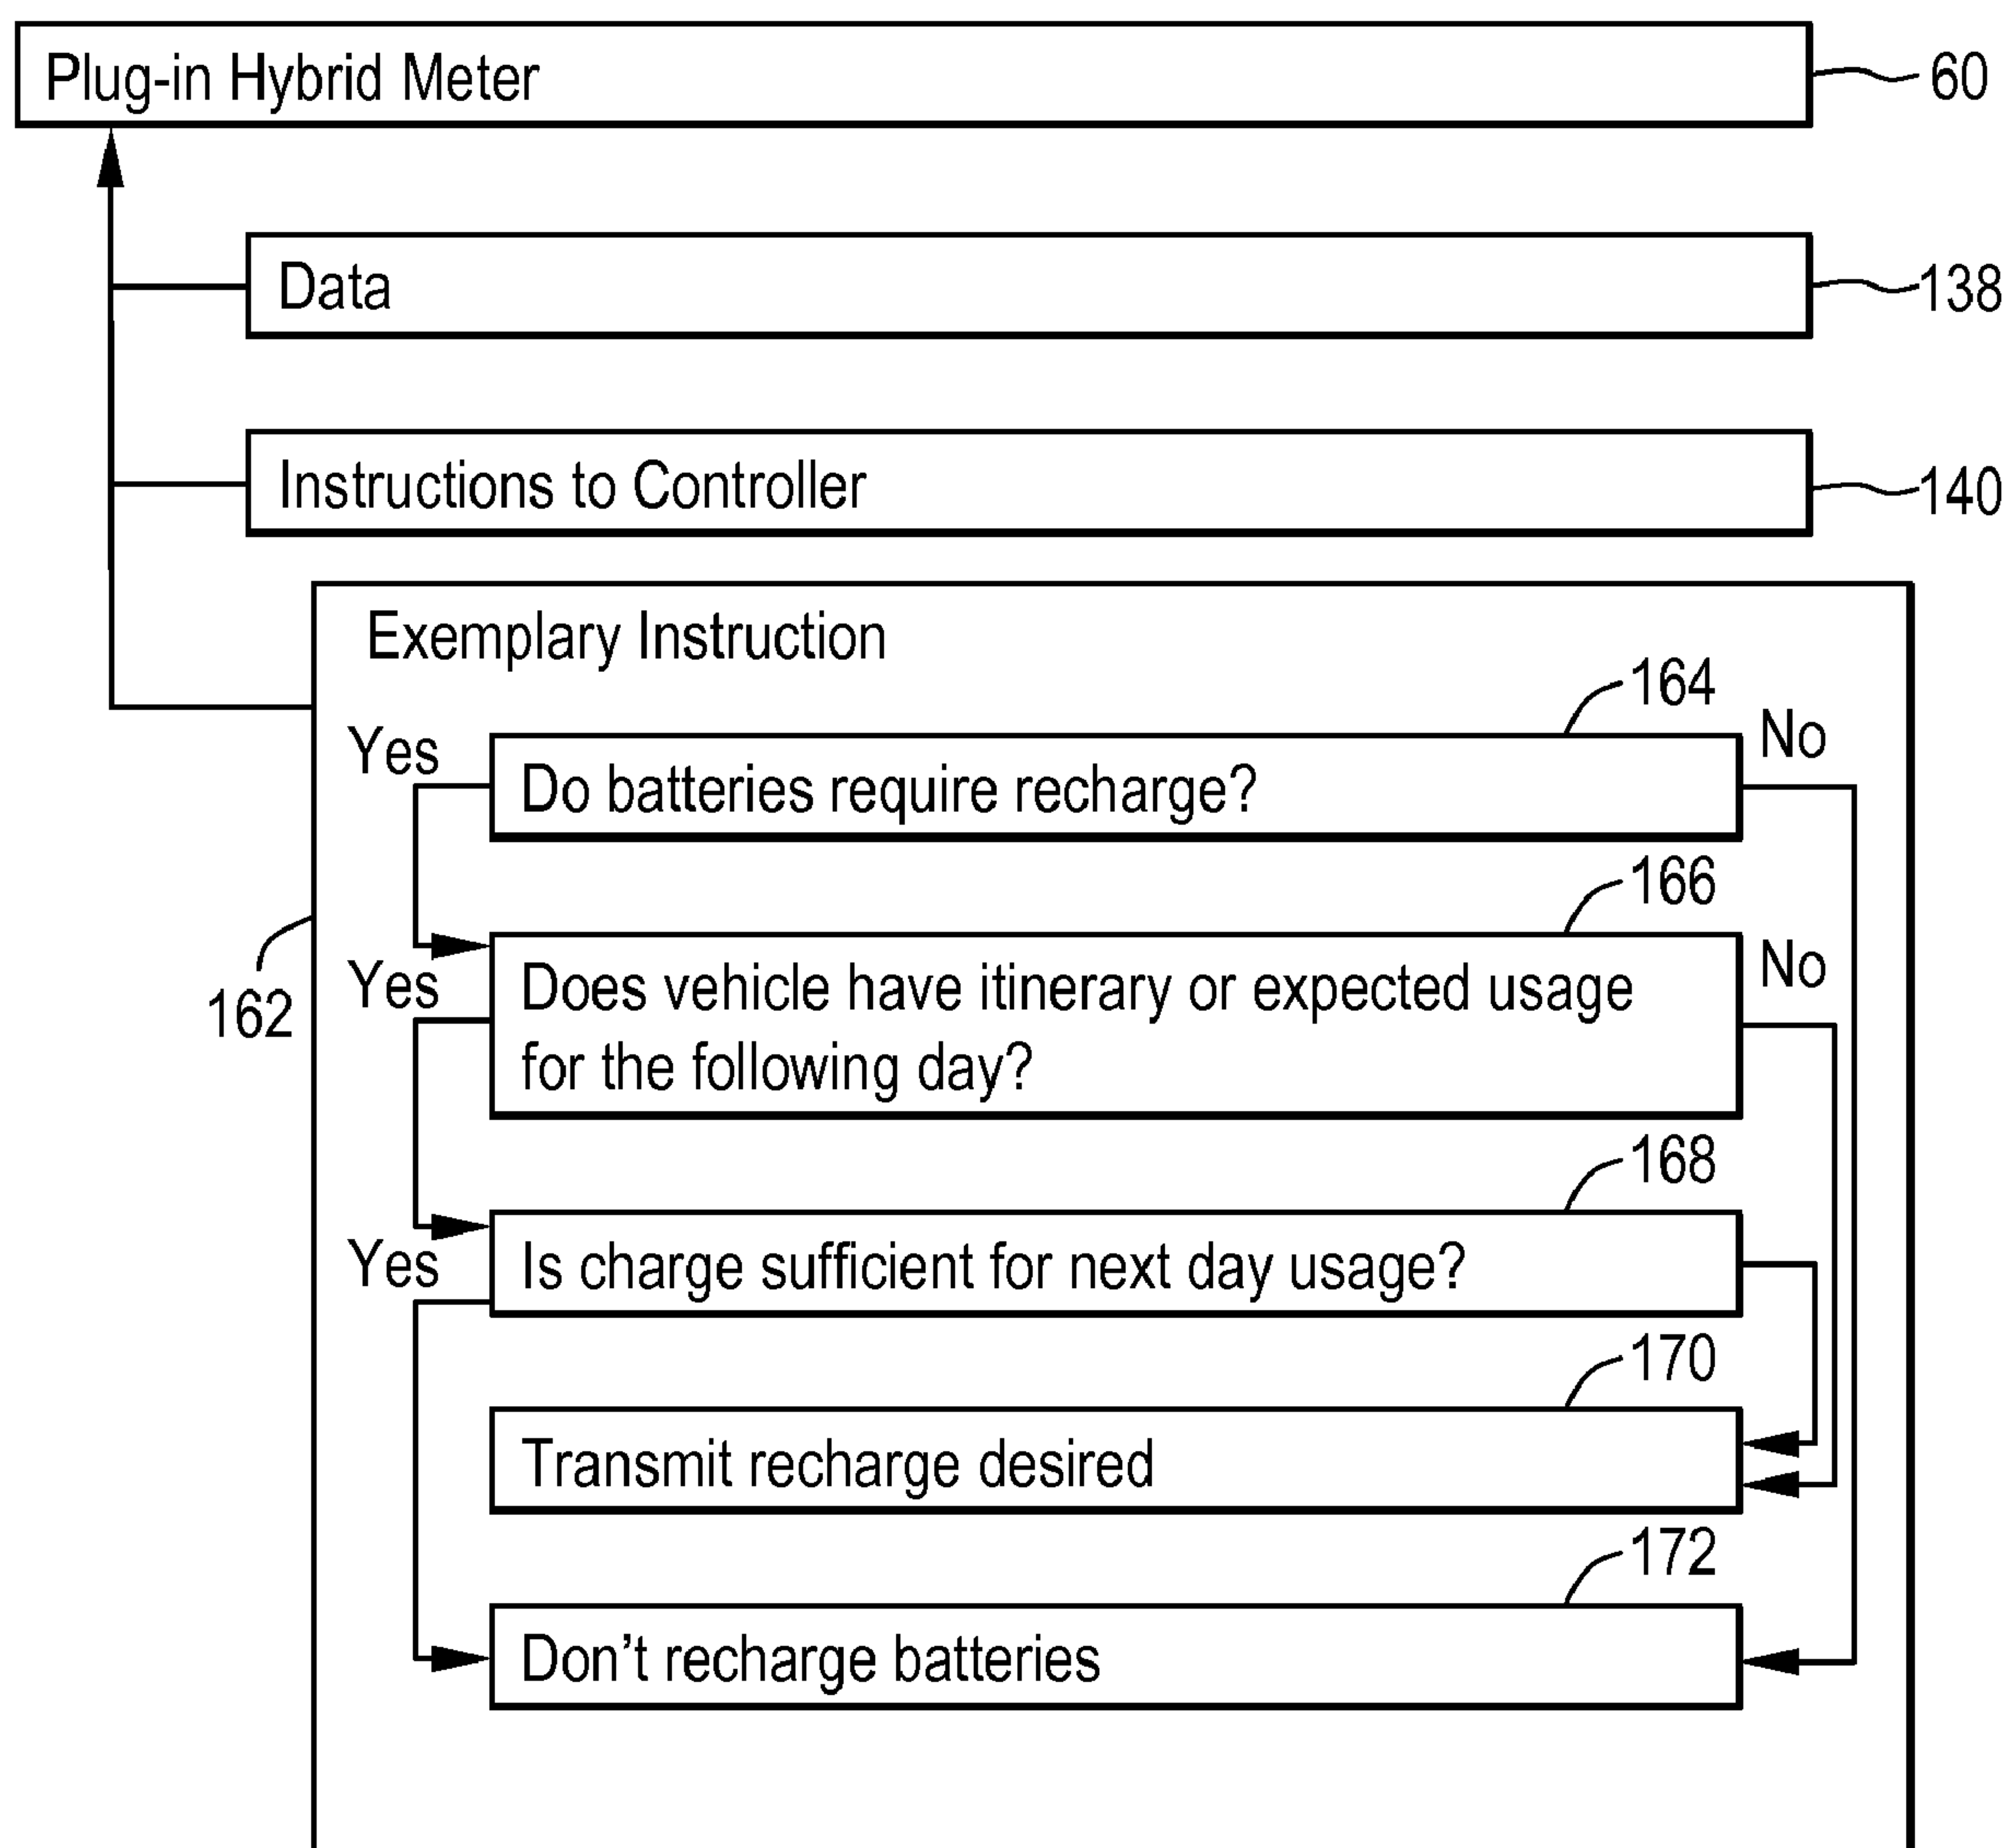 Plug-in Hybrid Meter
60
Data
138
Instructions to Controller
140
Exemplary Instruction
164
Yes
No
Do batteries require recharge?
166
Yes
No
Does vehicle have itinerary or expected usage
for the following day?
162
168
Yes
Is charge sufficient for next day usage?
170
Transmit recharge desired
172
Don't recharge batteries